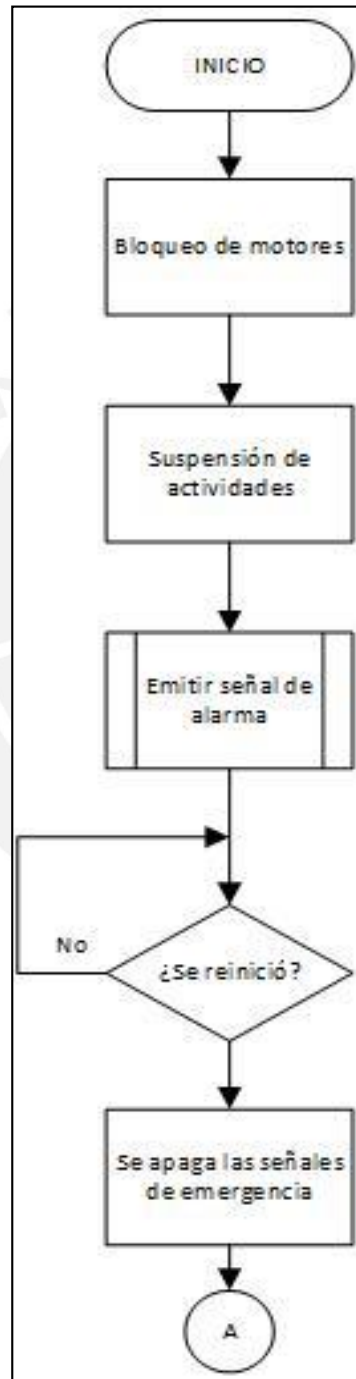 INICIO
Bloqueo de motores
Suspensión de
actividades
Emitir señal de
alarma
No
¿Se reinició?
Se apaga las señales
de emergencia
A